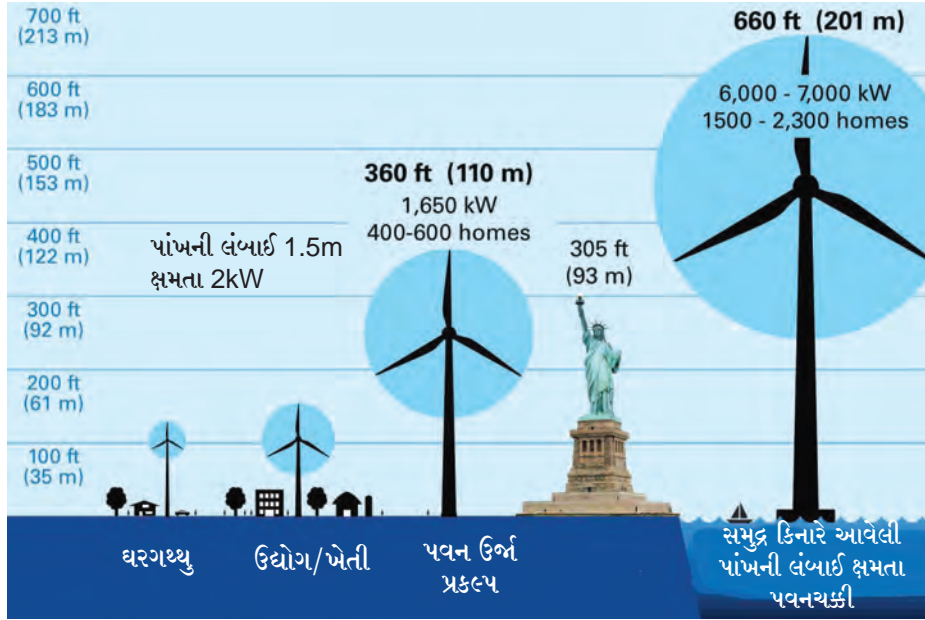 700 ft
(213 m)
600 ft
(183 m)
500 ft
(153 m)
400 ft
(122 m)
300 ft
(92 m)
200 ft
(61 m)
100 ft
(35 m)
પાંખની લંબાઈ 1.5m
ક્ષમતા 2kW
360 ft (110 m)
1,650 kW
400-600 homes
305 ft
(93 m)
660 ft (201 m)
6,000 - 7,000 kW
1500 - 2,300 homes
ઘરગથ્થુ
ઉદ્યોગ/ખેતી
પવન ઉર્જા
પ્રકલ્પ
સમુદ્ર કિનારે આવેલી
પાંખની લંબાઈ ક્ષમતા
પવનચક્કી